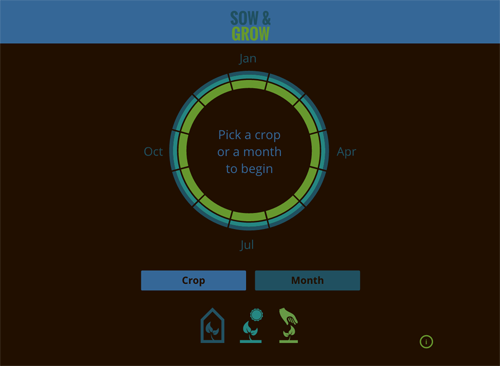 SOW &
GROW
Jan
Oct
Pick a crop
or a month
to begin
Apr
Jul
Crop
Month
i